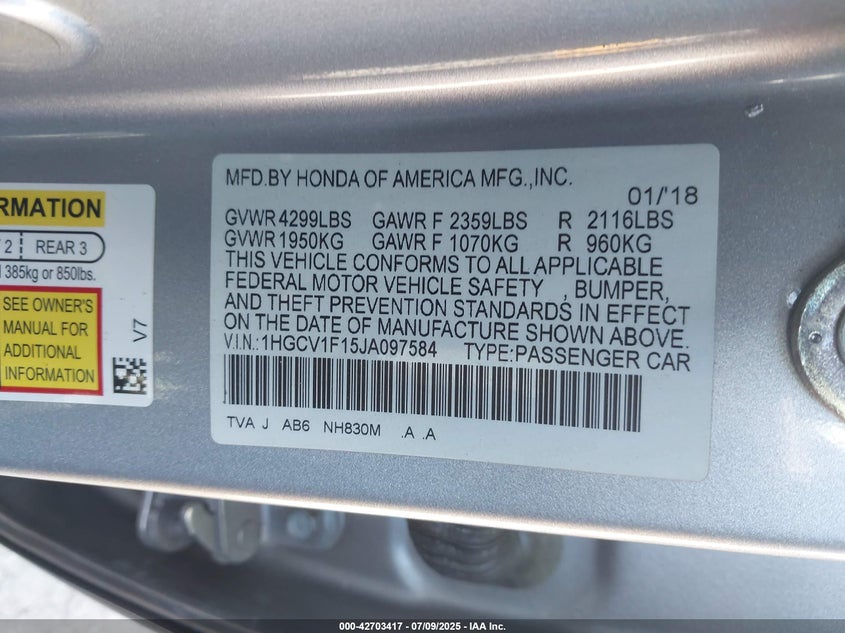 MFD.BY HONDA OF AMERICA MFG.,INC.
01/'18
GVWR 4299LBS GAWR F 2359LBS R 2116LBS
GVWR 1950KG GAWR F 1070KG R 960KG
THIS VEHICLE CONFORMS TO ALL APPLICABLE
FEDERAL MOTOR VEHICLE SAFETY , BUMPER,
AND THEFT PREVENTION STANDARDS IN EFFECT
ON THE DATE OF MANUFACTURE SHOWN ABOVE.
V.I.N.:1HGCV1F15JA097584 TYPE:PASSENGER CAR
TVA J AB6 NH830M .A .A
RMATION
2 REAR 3
385kg or 850lbs.
SEE OWNER'S
MANUAL FOR
ADDITIONAL
INFORMATION
V7
000-42703417 - 07/09/2025 - IAA Inc.